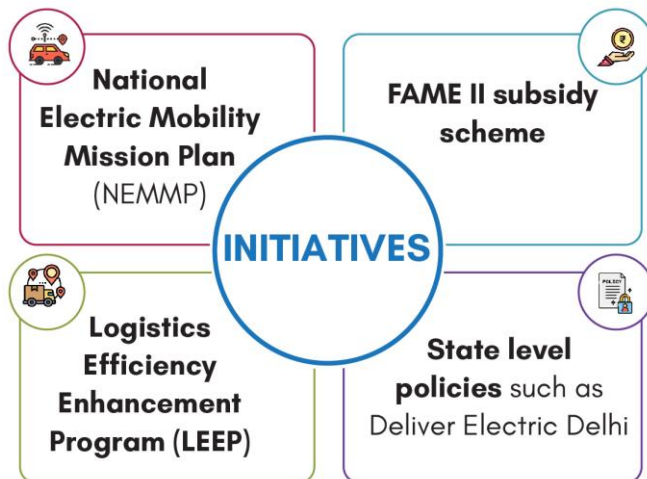 National
Electric Mobility
Mission Plan
(NEMMP)
₹
FAME II subsidy
scheme
INITIATIVES
Logistics
Efficiency
Enhancement
Program (LEEP)
POLICY
State level
policies such as
Deliver Electric Delhi